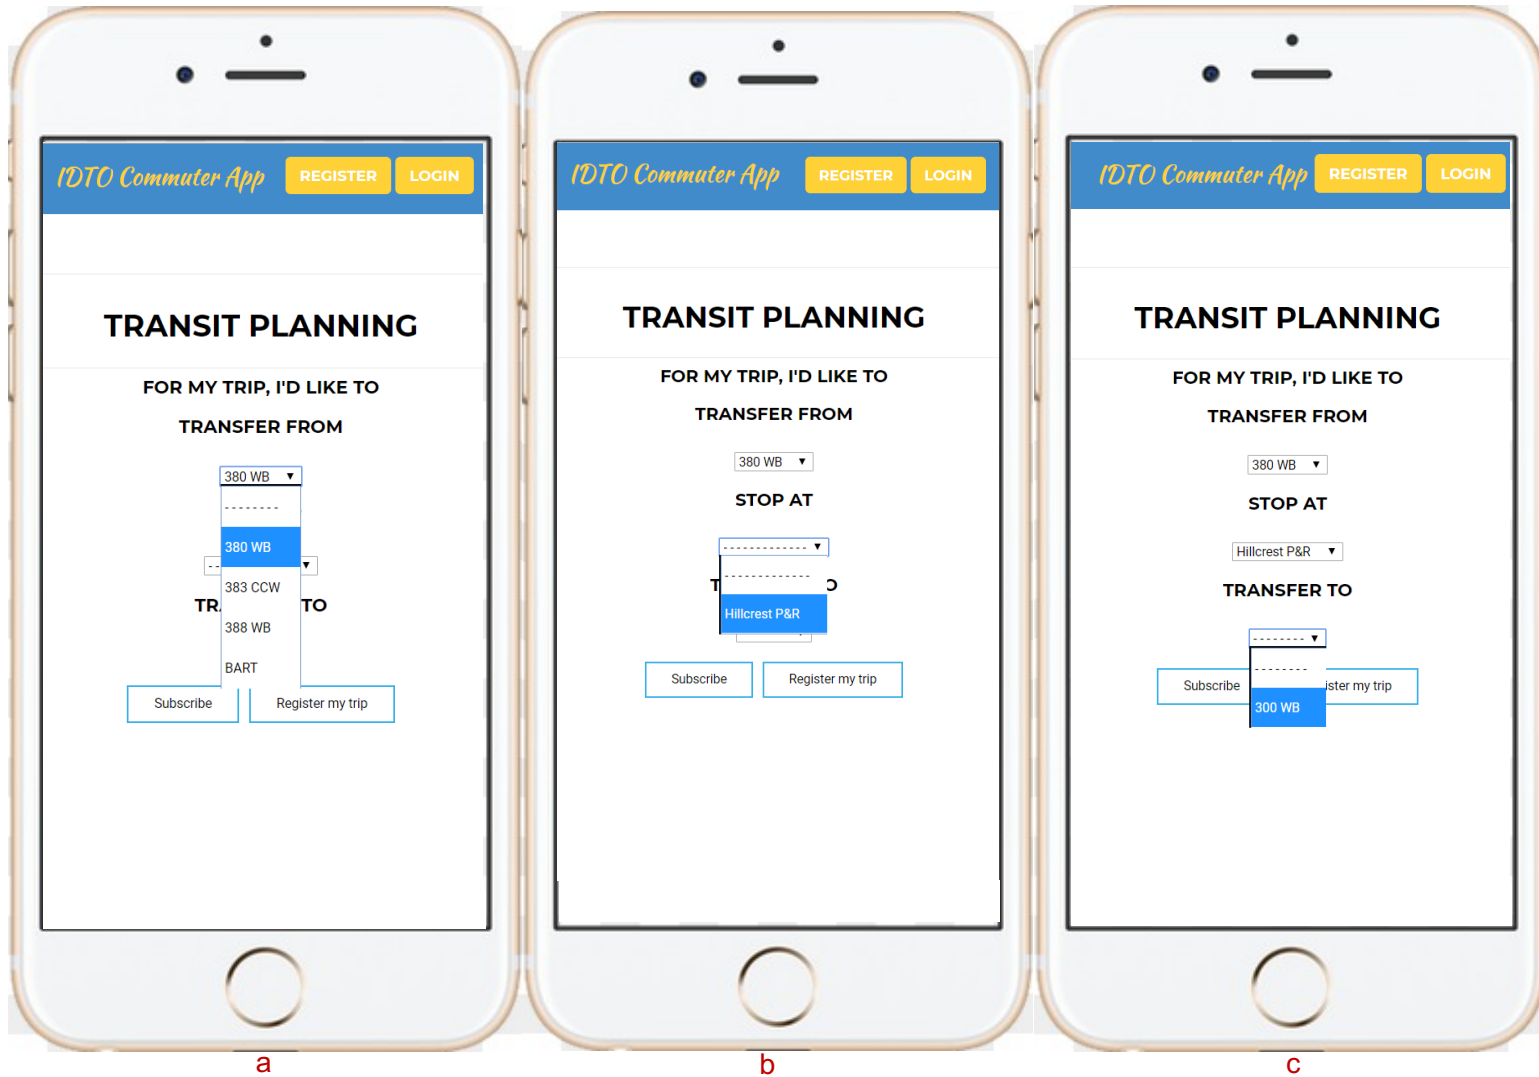 IDTO Commuter App REGISTER LOGIN
TRANSIT PLANNING
FOR MY TRIP, I'D LIKE TO
TRANSFER FROM
380 WB
--------
380 WB
383 CCW
TR TO
388 WB
BART
Subscribe Register my trip
a
IDTO Commuter App REGISTER LOGIN
TRANSIT PLANNING
FOR MY TRIP, I'D LIKE TO
TRANSFER FROM
380 WB
STOP AT
-------------
-------------
T O
Hillcrest P&R
Subscribe Register my trip
b
IDTO Commuter App REGISTER LOGIN
TRANSIT PLANNING
FOR MY TRIP, I'D LIKE TO
TRANSFER FROM
380 WB
STOP AT
Hillcrest P&R
TRANSFER TO
--------
--------
Subscribe ister my trip
300 WB
c